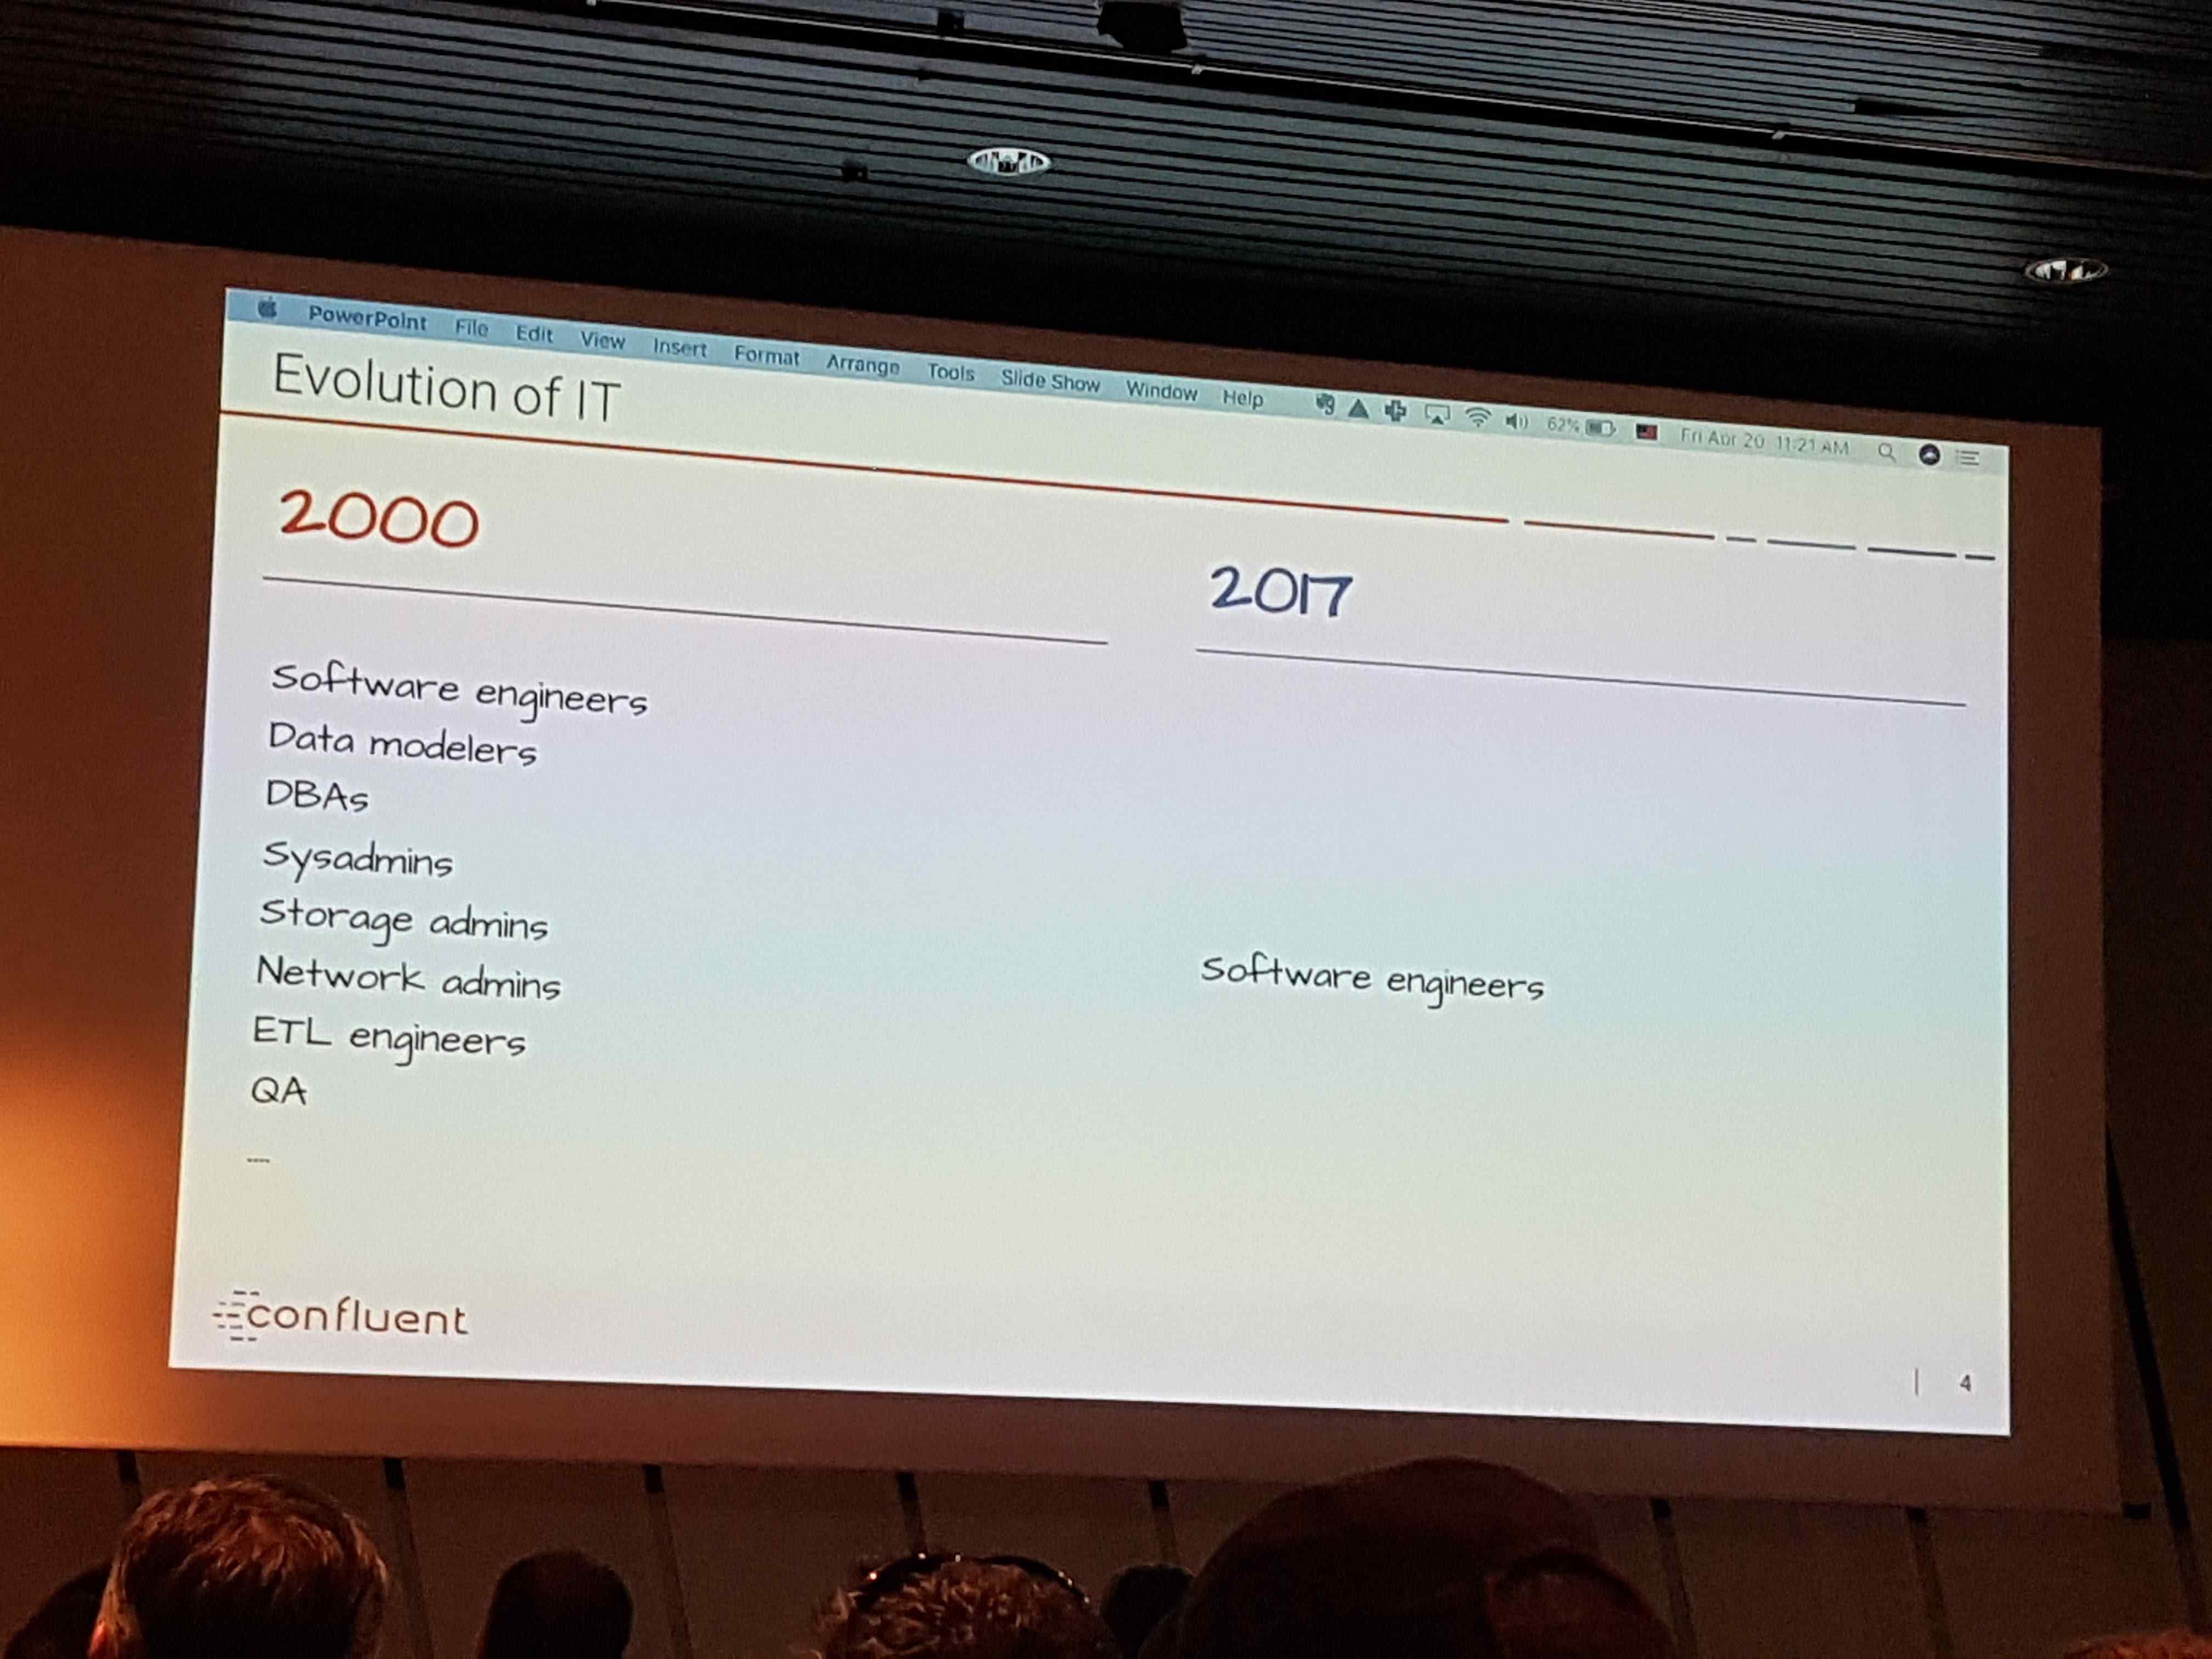 PowerPoint File Edit View Insert Format Arrange Tools Slide Show Window Help 62% Fri Apr 20 11:21 AM
Evolution of IT
2000
2017
Software engineers
Data modelers
DBAs
Sysadmins
Storage admins
Network admins
Software engineers
ETL engineers
QA
...
confluent
4